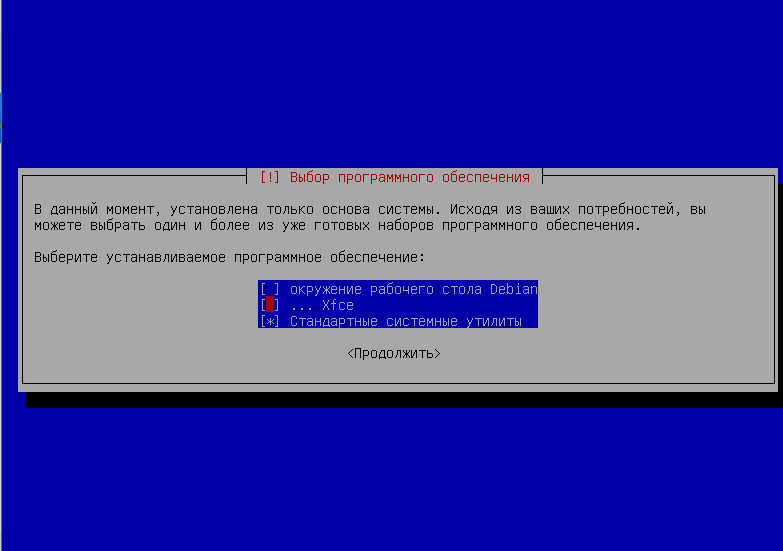 [!] Выбор программного обеспечения
В данный момент, установлена только основа системы. Исходя из ваших потребностей, вы
можете выбрать один и более из уже готовых наборов программного обеспечения.
Выберите устанавливаемое программное обеспечение:
[ ] окружение рабочего стола Debian
[ ] ... Xfce
[*] Стандартные системные утилиты
<Продолжить>